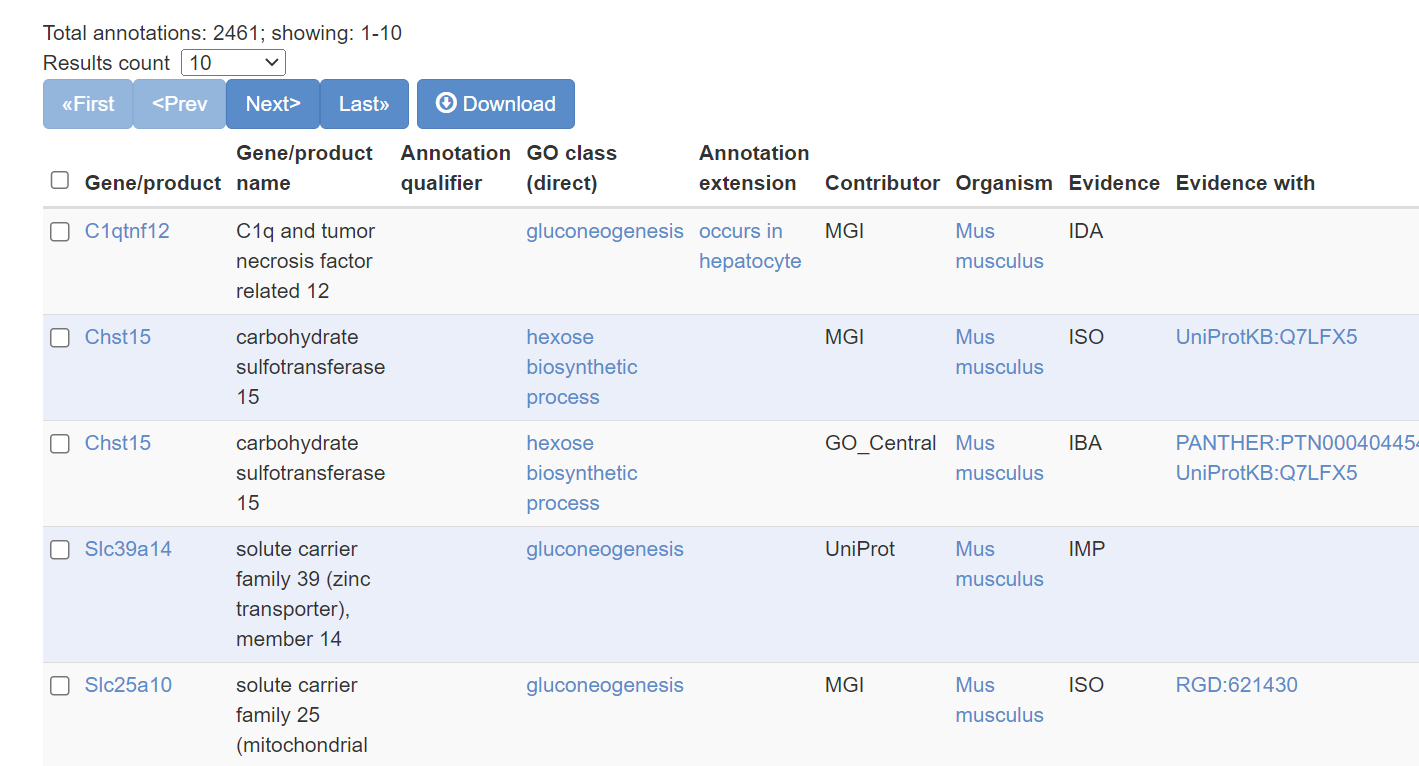 Total annotations: 2461; showing: 1-10
Results count 10
«First <Prev Next> Last» Download
Gene/product Gene/product name Annotation qualifier GO class (direct) Annotation extension Contributor Organism Evidence Evidence with
C1qtnf12 C1q and tumor gluconeogenesis occurs in MGI Mus IDA
necrosis factor hepatocyte musculus
related 12
Chst15 carbohydrate hexose MGI Mus ISO UniProtKB:Q7LFX5
sulfotransferase biosynthetic musculus
15 process
Chst15 carbohydrate hexose GO_Central Mus IBA PANTHER:PTN000404454
sulfotransferase biosynthetic musculus UniProtKB:Q7LFX5
15 process
Slc39a14 solute carrier gluconeogenesis UniProt Mus IMP
family 39 (zinc musculus
transporter),
member 14
Slc25a10 solute carrier gluconeogenesis MGI Mus ISO RGD:621430
family 25 musculus
(mitochondrial